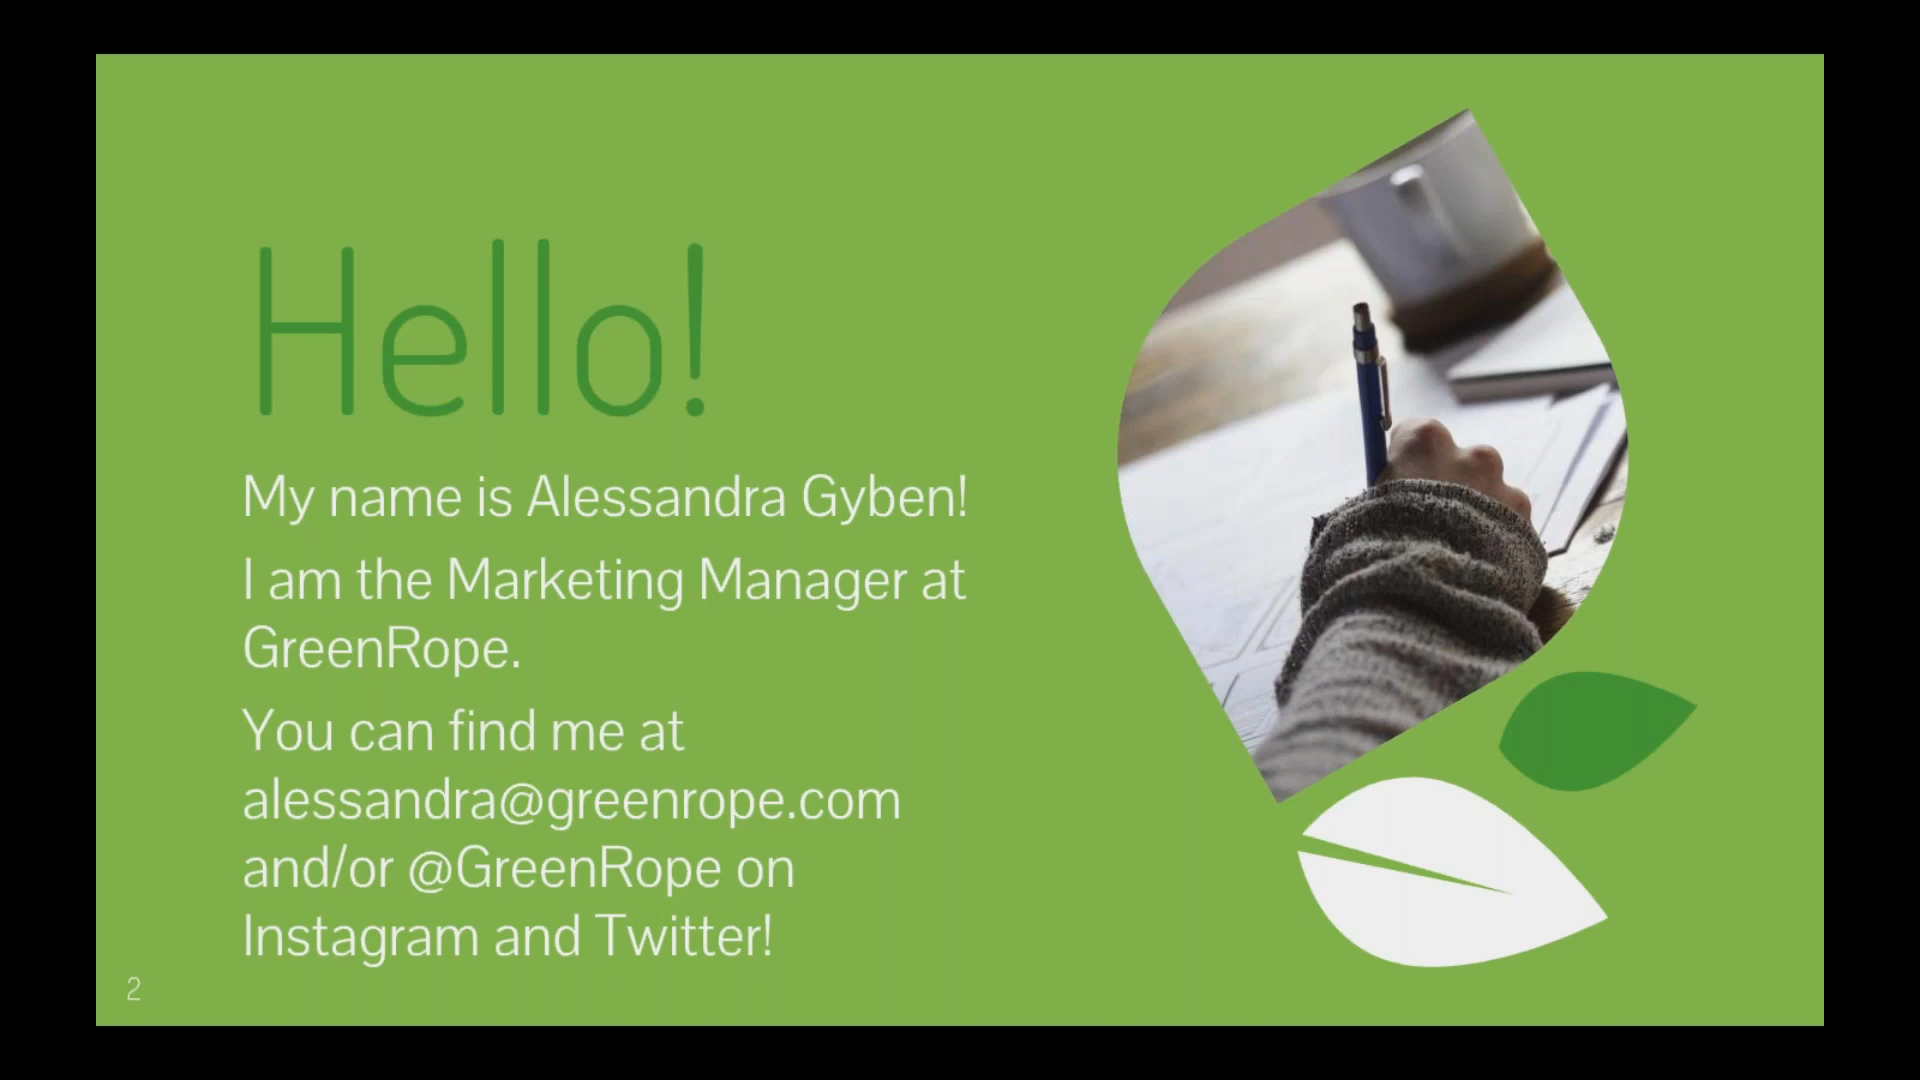 Hello!
My name is Alessandra Gyben!
I am the Marketing Manager at
GreenRope.
You can find me at
alessandra@greenrope.com
and/or @GreenRope on
Instagram and Twitter!
2